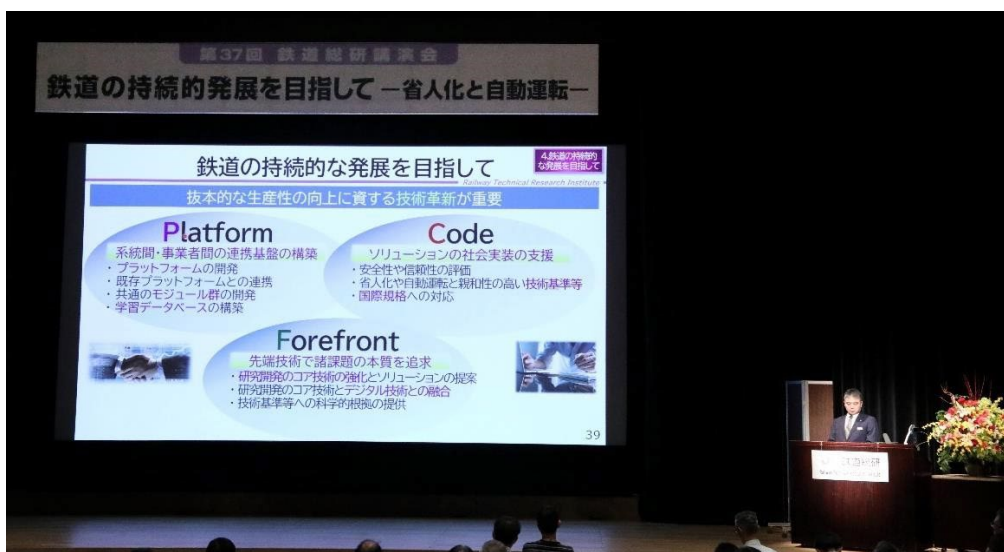 第37回 鉄道総研講演会
鉄道の持続的発展を目指して ―省人化と自動運転―
鉄道の持続的な発展を目指して
4.鉄道の持続的
な発展を目指して
Railway Technical Research Institute
抜本的な生産性の向上に資する技術革新が重要
Platform
系統間・事業者間の連携基盤の構築
・プラットフォームの開発
・既存プラットフォームとの連携
・共通のモジュール群の開発
・学習データベースの構築
Code
ソリューションの社会実装の支援
・安全性や信頼性の評価
・省人化や自動運転と親和性の高い技術基準等
・国際規格への対応
Forefront
先端技術で諸課題の本質を追求
・研究開発のコア技術の強化とソリューションの提案
・研究開発のコア技術とデジタル技術との融合
・技術基準等への科学的根拠の提供
39
鉄道総研